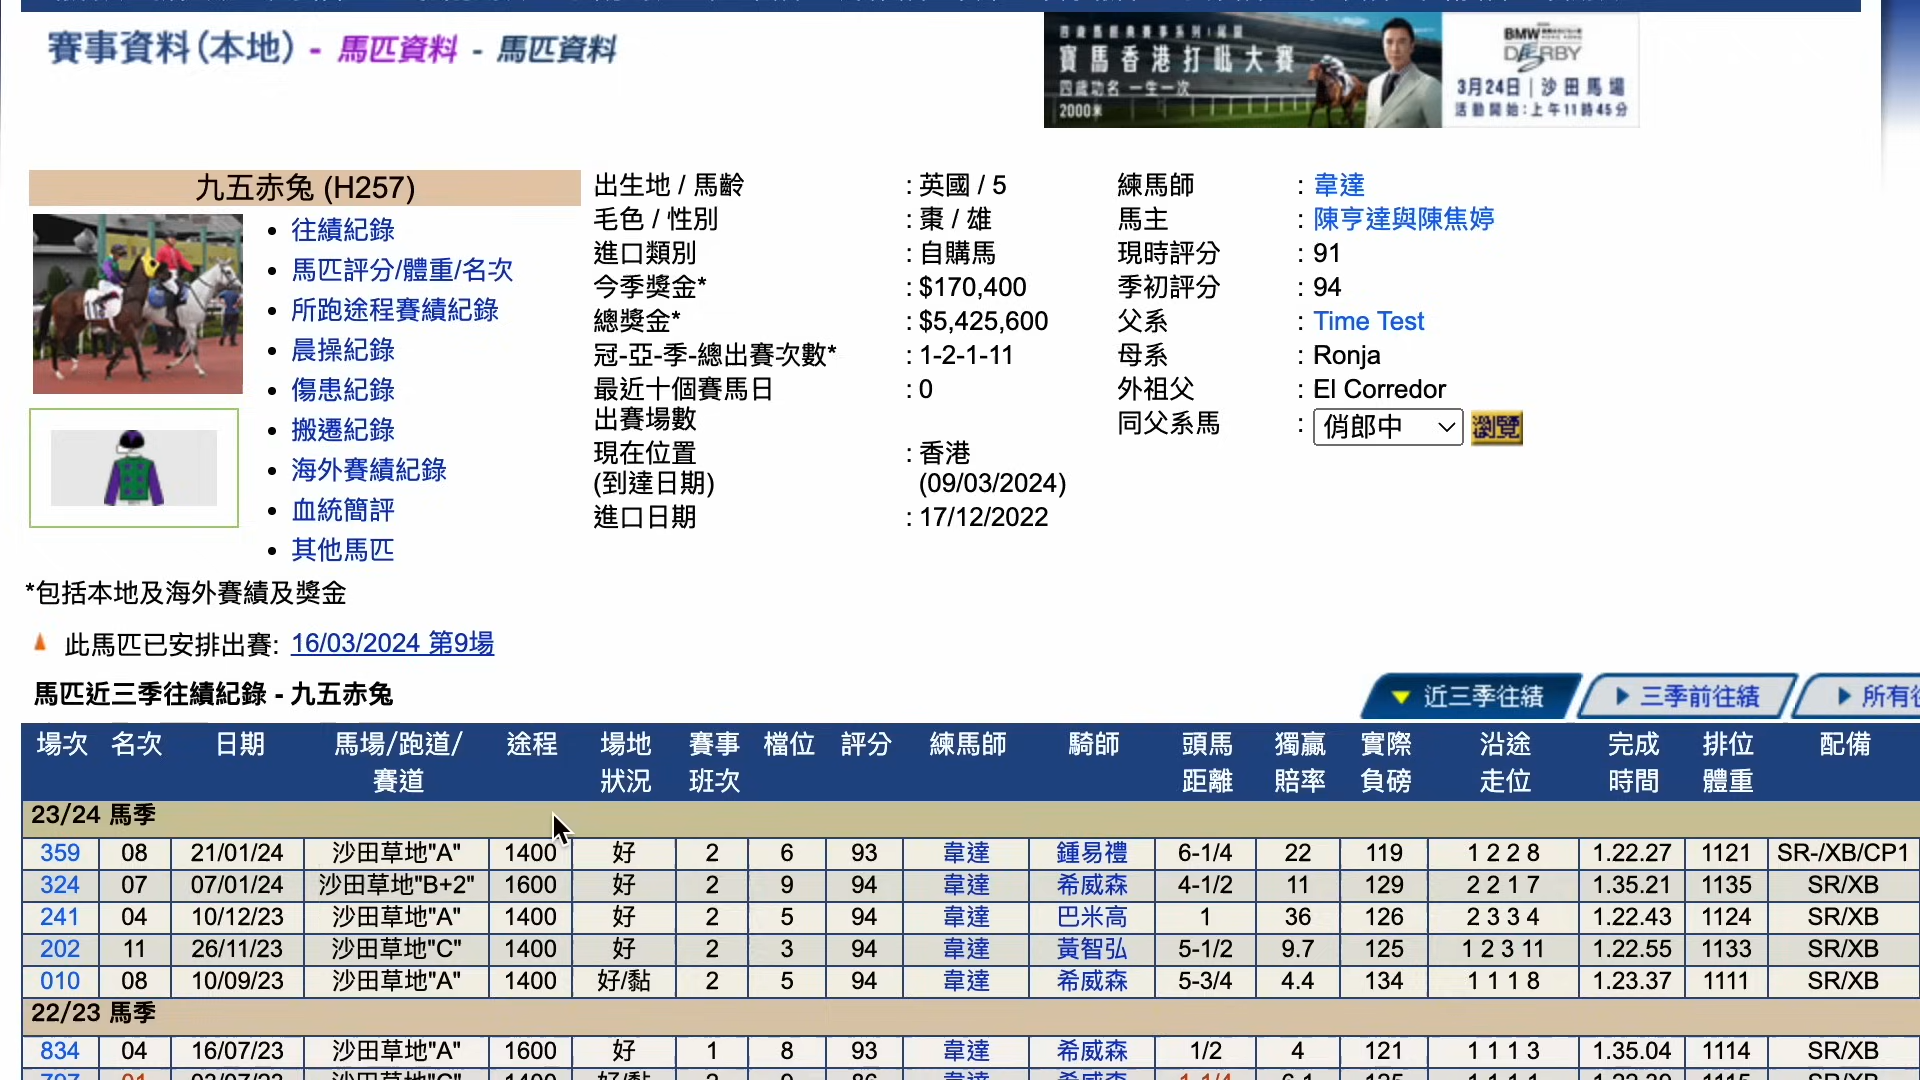 賽事資料(本地) - 馬匹資料 - 馬匹資料
寶馬香港打吡大賽
四歲功名 一生一次
2000米
BMW
DERBY
3月24日 | 沙田馬場
活動開始:上午11時45分
九五赤兔 (H257)
往績紀錄
馬匹評分/體重/名次
所跑途程賽績紀錄
晨操紀錄
傷患紀錄
搬遷紀錄
海外賽績紀錄
血統簡評
其他馬匹
出生地 / 馬齡 : 英國 / 5
毛色 / 性別 : 棗 / 雄
進口類別 : 自購馬
今季獎金* : $170,400
總獎金* : $5,425,600
冠-亞-季-總出賽次數* : 1-2-1-11
最近十個賽馬日 : 0
出賽場數
現在位置 : 香港
(到達日期) (09/03/2024)
進口日期 : 17/12/2022
練馬師 : 韋達
馬主 : 陳亨達與陳焦婷
現時評分 : 91
季初評分 : 94
父系 : Time Test
母系 : Ronja
外祖父 : El Corredor
同父系馬 : 俏郎中 瀏覽
*包括本地及海外賽績及獎金
此馬匹已安排出賽: 16/03/2024 第9場
馬匹近三季往績紀錄 - 九五赤兔
近三季往績 三季前往績 所有
場次 名次 日期 馬場/跑道/ 途程 場地 賽事 檔位 評分 練馬師 騎師 頭馬 獨贏 實際 沿途 完成 排位 配備
賽道 狀況 班次 距離 賠率 負磅 走位 時間 體重
23/24 馬季
359 08 21/01/24 沙田草地"A" 1400 好 2 6 93 韋達 鍾易禮 6-1/4 22 119 1 2 2 8 1.22.27 1121 SR-/XB/CP1
324 07 07/01/24 沙田草地"B+2" 1600 好 2 9 94 韋達 希威森 4-1/2 11 129 2 2 1 7 1.35.21 1135 SR/XB
241 04 10/12/23 沙田草地"A" 1400 好 2 5 94 韋達 巴米高 1 36 126 2 3 3 4 1.22.43 1124 SR/XB
202 11 26/11/23 沙田草地"C" 1400 好 2 3 94 韋達 黃智弘 5-1/2 9.7 125 1 2 3 11 1.22.55 1133 SR/XB
010 08 10/09/23 沙田草地"A" 1400 好/黏 2 5 94 韋達 希威森 5-3/4 4.4 134 1 1 1 8 1.23.37 1111 SR/XB
22/23 馬季
834 04 16/07/23 沙田草地"A" 1600 好 1 8 93 韋達 希威森 1/2 4 121 1 1 1 3 1.35.04 1114 SR/XB